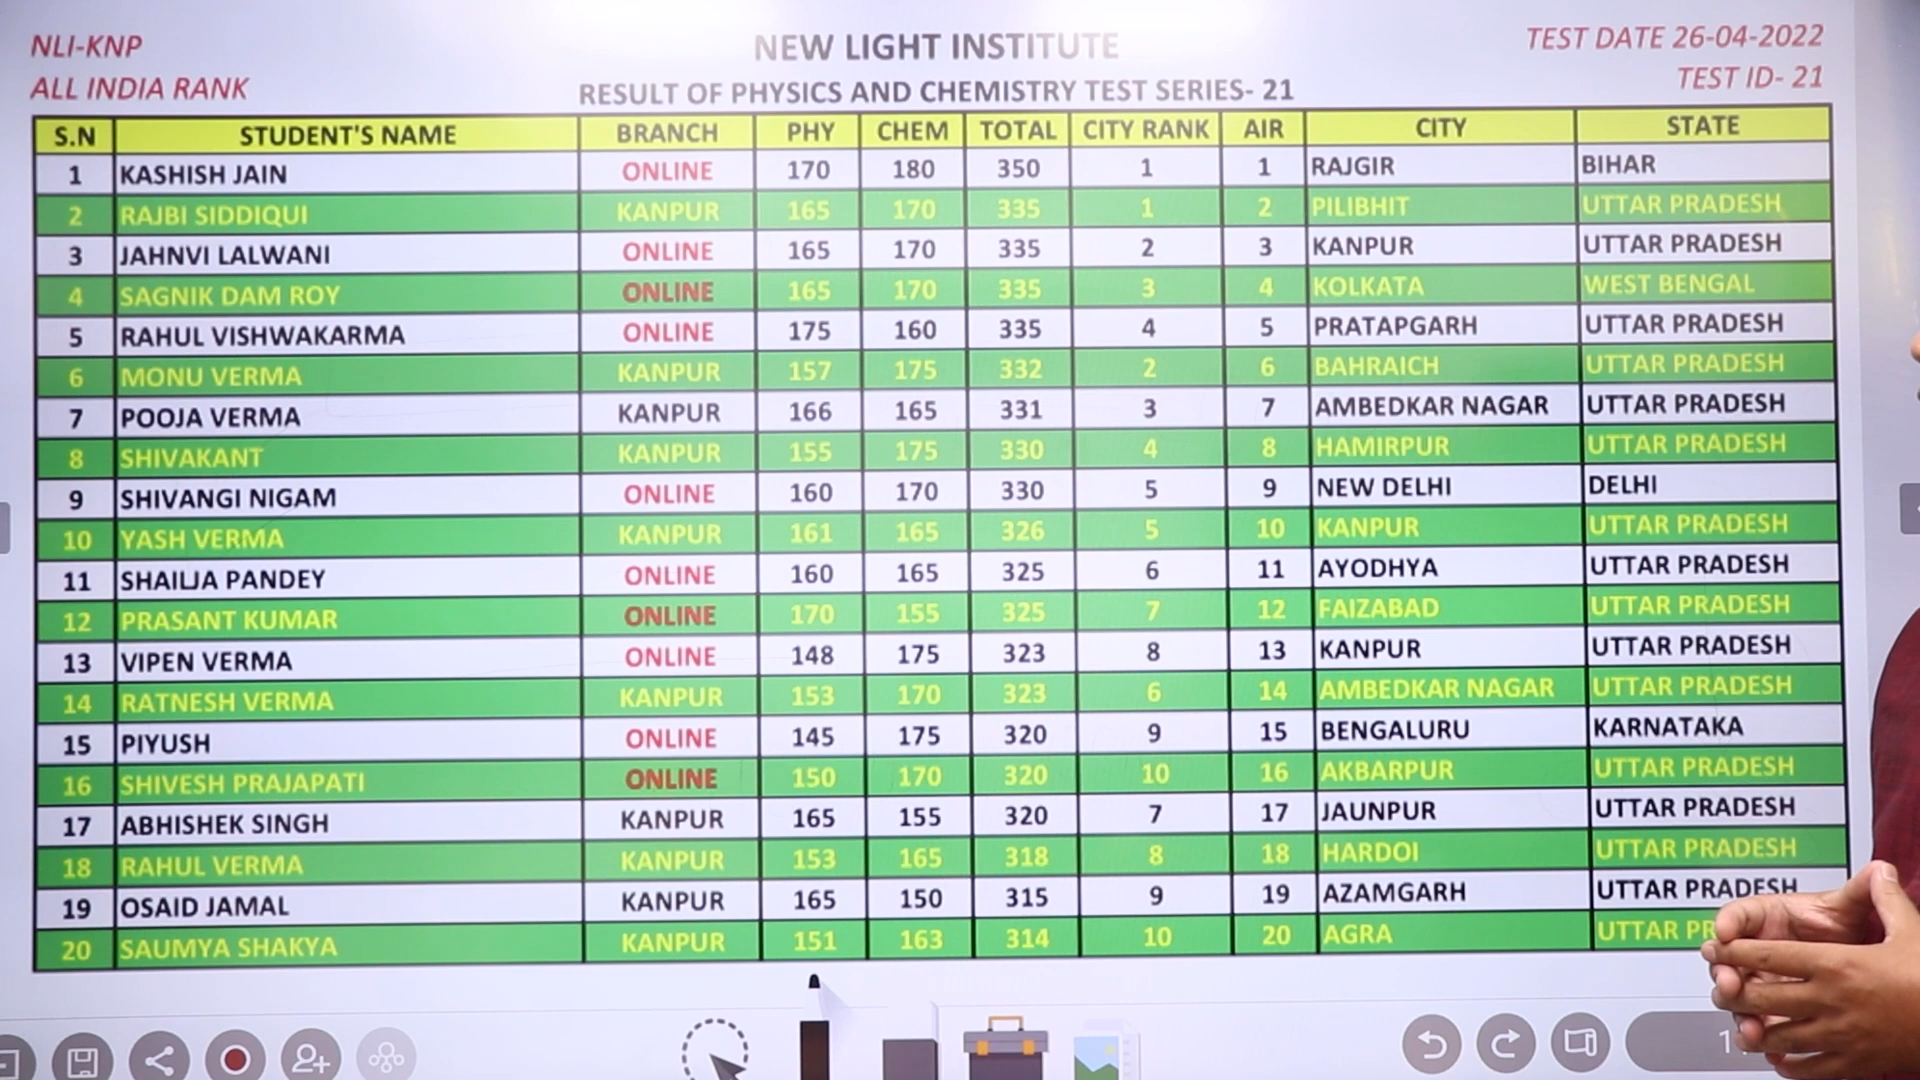 NLI-KNP
ALL INDIA RANK
NEW LIGHT INSTITUTE
RESULT OF PHYSICS AND CHEMISTRY TEST SERIES- 21
TEST DATE 26-04-2022
TEST ID- 21
S.N STUDENT'S NAME BRANCH PHY CHEM TOTAL CITY RANK AIR CITY STATE
1 KASHISH JAIN ONLINE 170 180 350 1 1 RAJGIR BIHAR
2 RAJBI SIDDIQUI KANPUR 165 170 335 1 2 PILIBHIT UTTAR PRADESH
3 JAHNVI LALWANI ONLINE 165 170 335 2 3 KANPUR UTTAR PRADESH
4 SAGNIK DAM ROY ONLINE 165 170 335 3 4 KOLKATA WEST BENGAL
5 RAHUL VISHWAKARMA ONLINE 175 160 335 4 5 PRATAPGARH UTTAR PRADESH
6 MONU VERMA KANPUR 157 175 332 2 6 BAHRAICH UTTAR PRADESH
7 POOJA VERMA KANPUR 166 165 331 3 7 AMBEDKAR NAGAR UTTAR PRADESH
8 SHIVAKANT KANPUR 155 175 330 4 8 HAMIRPUR UTTAR PRADESH
9 SHIVANGI NIGAM ONLINE 160 170 330 5 9 NEW DELHI DELHI
10 YASH VERMA KANPUR 161 165 326 5 10 KANPUR UTTAR PRADESH
11 SHAILJA PANDEY ONLINE 160 165 325 6 11 AYODHYA UTTAR PRADESH
12 PRASANT KUMAR ONLINE 170 155 325 7 12 FAIZABAD UTTAR PRADESH
13 VIPEN VERMA ONLINE 148 175 323 8 13 KANPUR UTTAR PRADESH
14 RATNESH VERMA KANPUR 153 170 323 6 14 AMBEDKAR NAGAR UTTAR PRADESH
15 PIYUSH ONLINE 145 175 320 9 15 BENGALURU KARNATAKA
16 SHIVESH PRAJAPATI ONLINE 150 170 320 10 16 AKBARPUR UTTAR PRADESH
17 ABHISHEK SINGH KANPUR 165 155 320 7 17 JAUNPUR UTTAR PRADESH
18 RAHUL VERMA KANPUR 153 165 318 8 18 HARDOI UTTAR PRADESH
19 OSAID JAMAL KANPUR 165 150 315 9 19 AZAMGARH UTTAR PRADESH
20 SAUMYA SHAKYA KANPUR 151 163 314 10 20 AGRA UTTAR PR